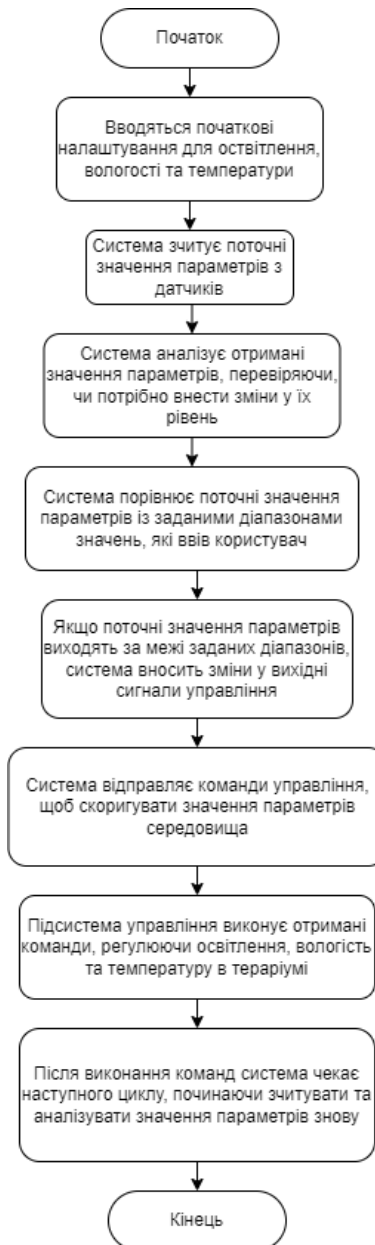 Початок
Вводяться початкові
налаштування для оствітлення,
вологості та температури
Система зчитує поточні
значення параметрів з
датчиків
Система аналізує отримані
значення параметрів, перевіряючи,
чи потрібно внести зміни у їх
рівень
Система порівнює поточні значення
параметрів із заданими діапазонами
значень, які ввів користувач
Якщо поточні значення параметрів
виходять за межі заданих діапазонів,
система вносить зміни у вихідні
сигнали управління
Система відправляє команди управління,
щоб скоригувати значення параметрів
середовища
Підсистема управління виконує отримані
команди, регулюючи освітлення, вологість
та температуру в тераріумі
Після виконання команд система чекає
наступного циклу, починаючи зчитувати та
аналізувати значення параметрів знову
Кінець